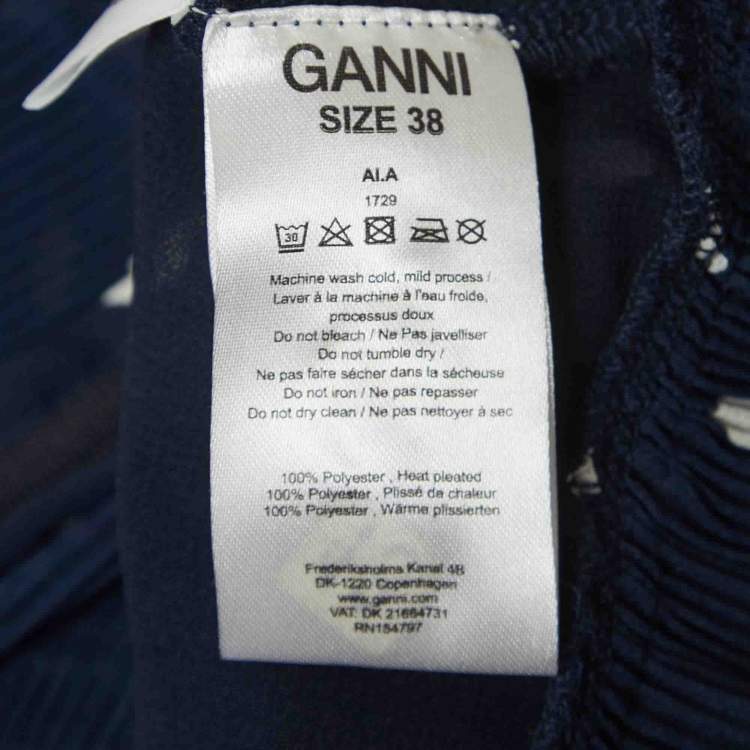 GANNI
SIZE 38
AI.A
1729
30
Machine wash cold, mild process /
Laver à la machine à l'eau froide,
processus doux
Do not bleach / Ne Pas javelliser
Do not tumble dry /
Ne pas faire sécher dans la sécheuse
Do not iron / Ne pas repasser
Do not dry clean / Ne pas nettoyer à sec
100% Polyester , Heat pleated
100% Polyester , Plissé de chaleur
100% Polyester , Wärme plissierten
Frederiksholms Kanal 4B
DK-1220 Copenhagen
www.ganni.com
VAT: DK 21664731
RN154797